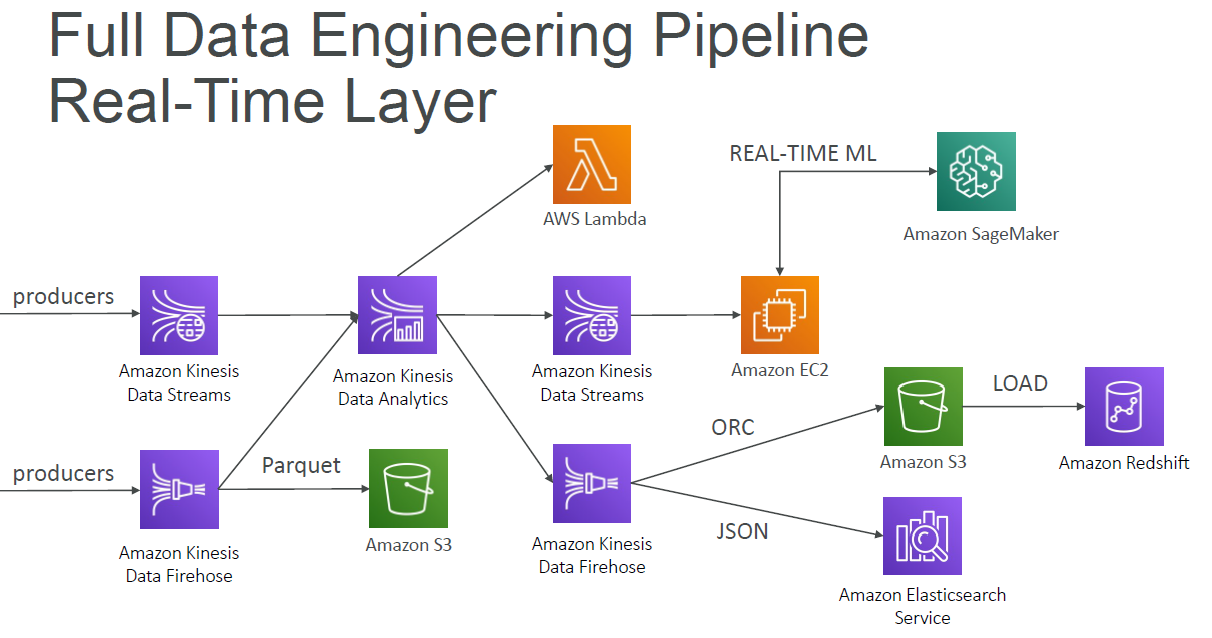 Full Data Engineering Pipeline
Real-Time Layer
REAL-TIME ML
AWS Lambda
Amazon SageMaker
producers
Amazon Kinesis
Data Streams
Amazon Kinesis
Data Analytics
Amazon Kinesis
Data Streams
Amazon EC2
ORC
LOAD
Amazon S3
Amazon Redshift
producers
Parquet
Amazon Kinesis
Data Firehose
Amazon S3
Amazon Kinesis
Data Firehose
JSON
Amazon Elasticsearch
Service